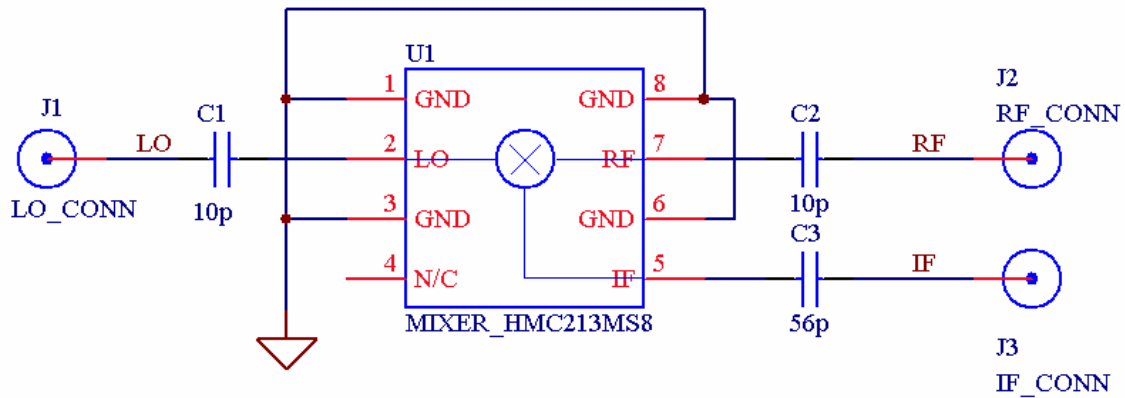 U1
J1
LO_CONN
LO
C1
10p
1
GND
2
LO
3
GND
4
N/C
8
GND
7
RF
6
GND
5
IF
MIXER_HMC213MS8
C2
10p
RF
J2
RF_CONN
C3
56p
IF
J3
IF_CONN